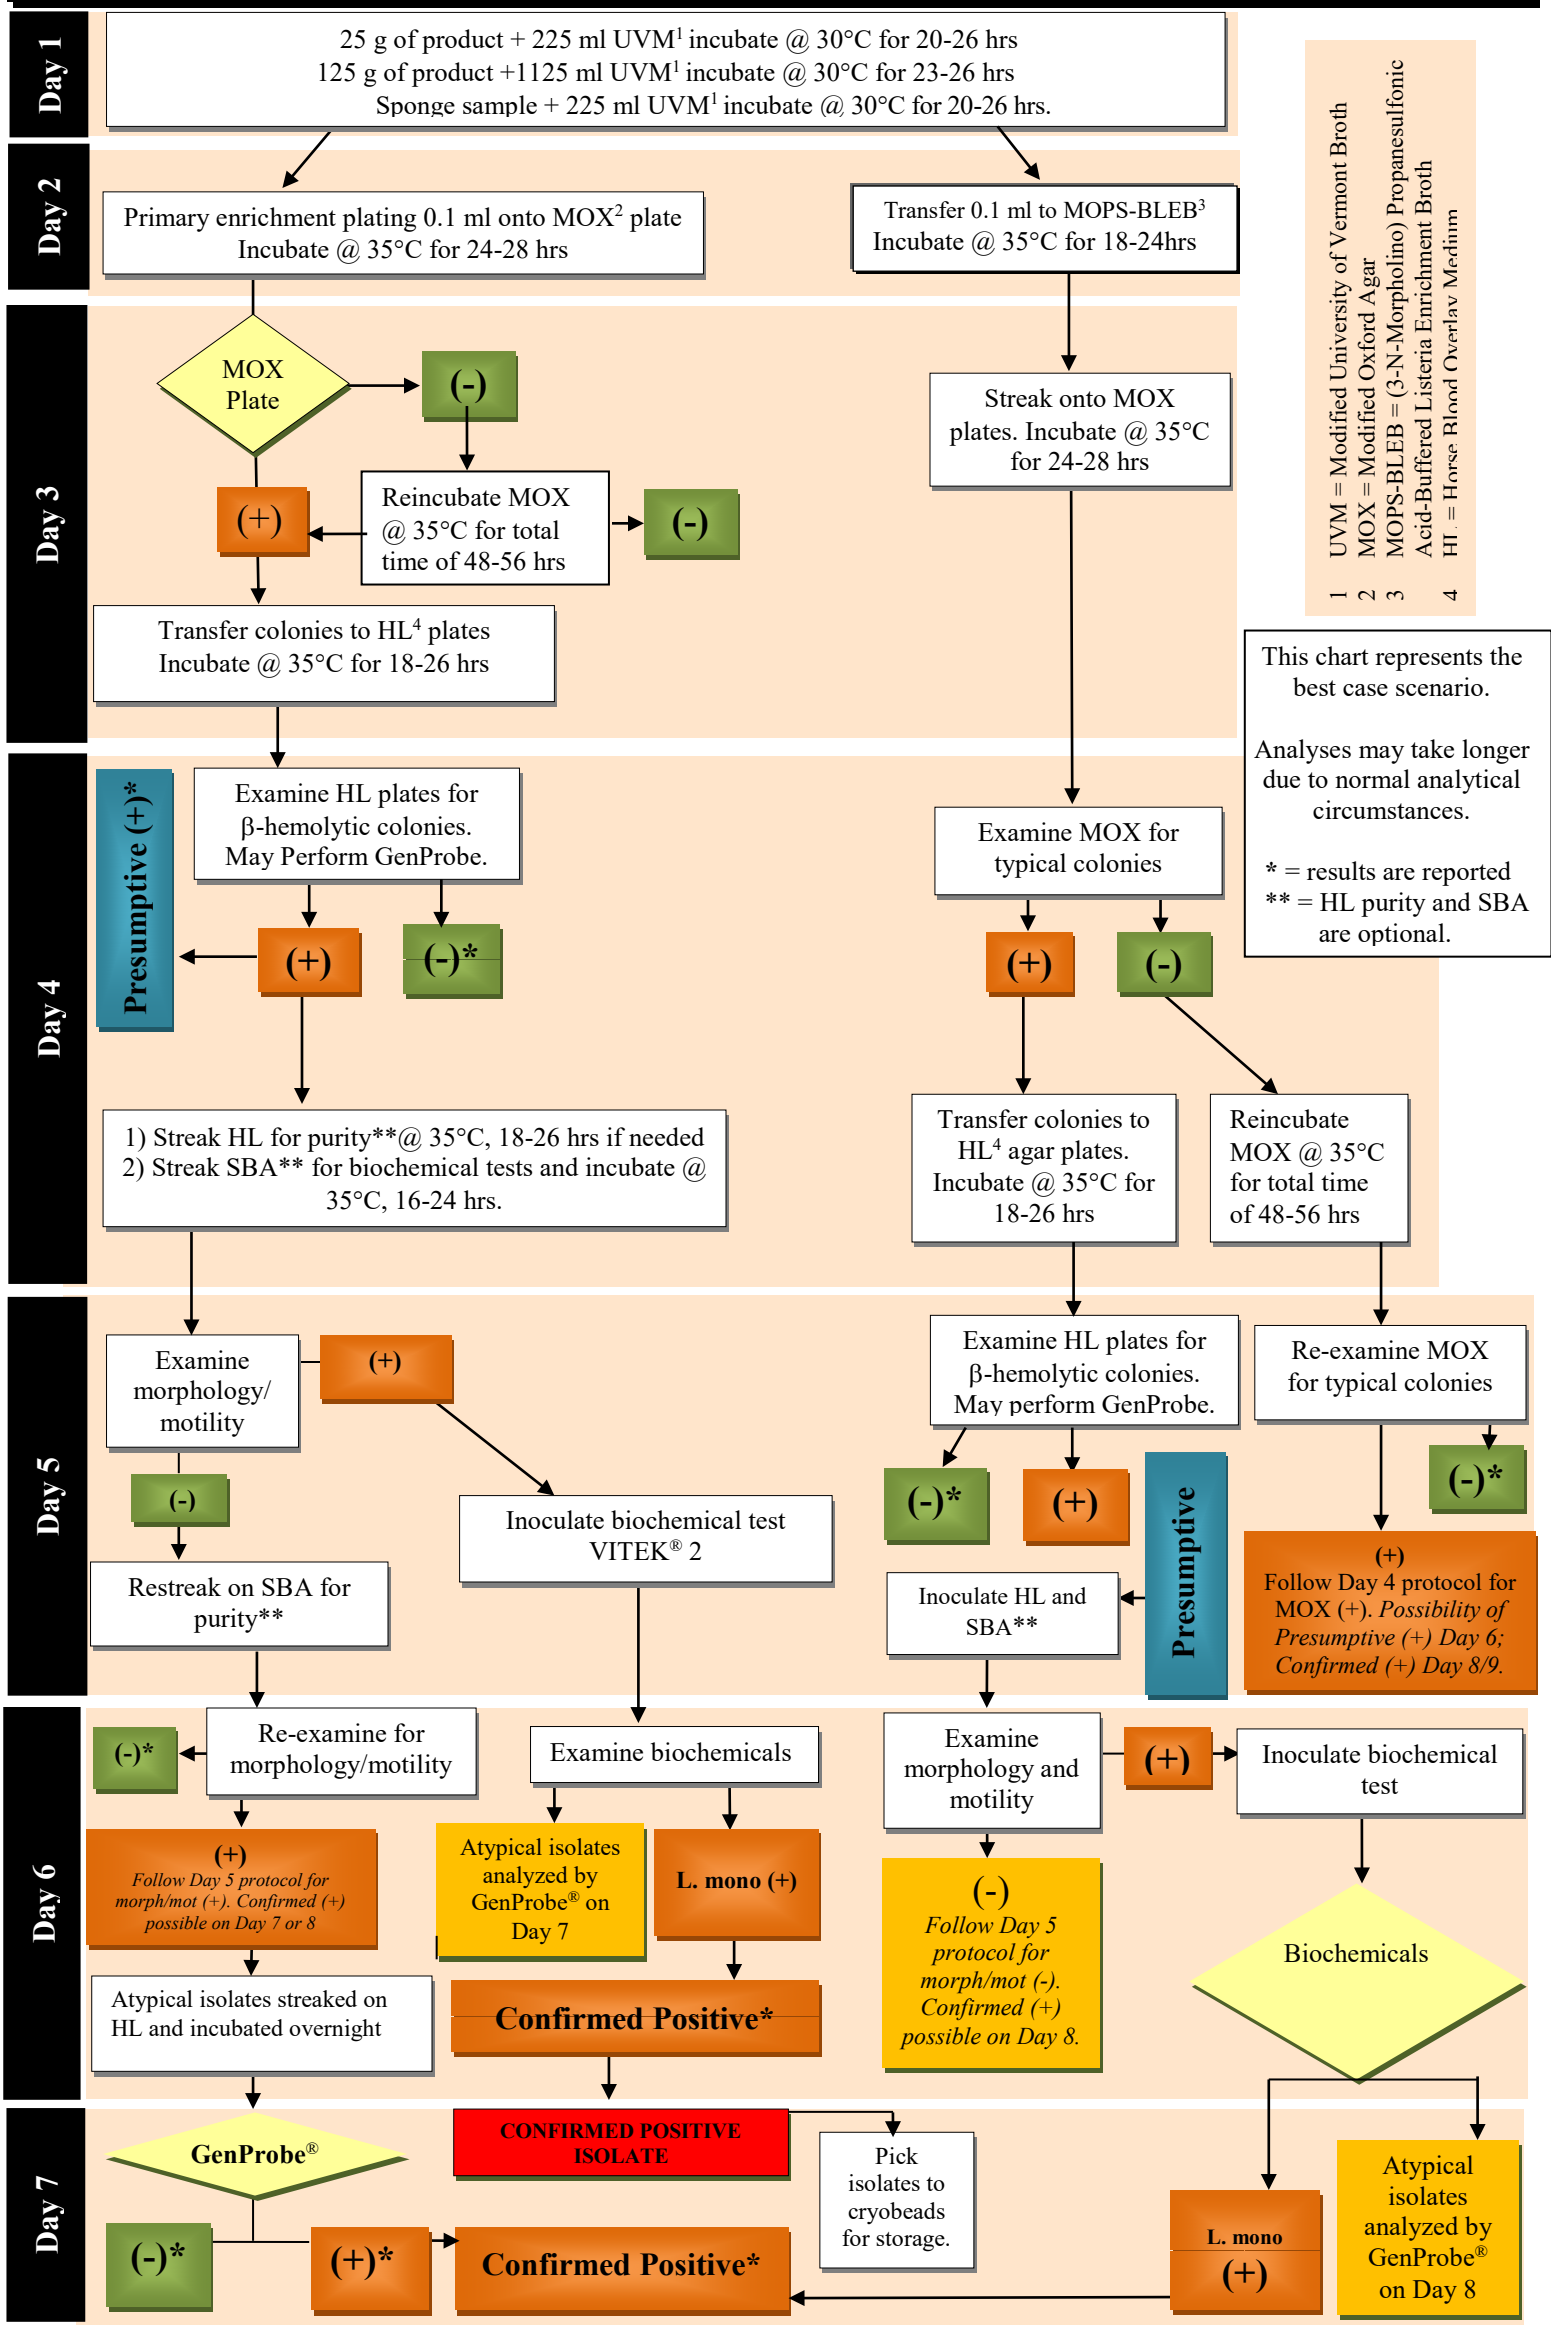 Day 1
25 g of product + 225 ml UVM¹ incubate @ 30°C for 20-26 hrs
125 g of product +1125 ml UVM¹ incubate @ 30°C for 23-26 hrs
Sponge sample + 225 ml UVM¹ incubate @ 30°C for 20-26 hrs.
1 UVM = Modified University of Vermont Broth
2 MOX = Modified Oxford Agar
3 MOPS-BLEB = (3-N-Morpholino) Propanesulfonic
Acid-Buffered Listeria Enrichment Broth
4 HL = Horse Blood Overlay Medium
Day 2
Primary enrichment plating 0.1 ml onto MOX² plate
Incubate @ 35°C for 24-28 hrs
Transfer 0.1 ml to MOPS-BLEB³
Incubate @ 35°C for 18-24hrs
Day 3
MOX
Plate
(-)
(+)
Reincubate MOX
@ 35°C for total
time of 48-56 hrs
(-)
Transfer colonies to HL⁴ plates
Incubate @ 35°C for 18-26 hrs
Streak onto MOX
plates. Incubate @ 35°C
for 24-28 hrs
This chart represents the
best case scenario.
Analyses may take longer
due to normal analytical
circumstances.
* = results are reported
** = HL purity and SBA
are optional.
Day 4
Presumptive (+)*
Examine HL plates for
β-hemolytic colonies.
May Perform GenProbe.
(+)
(-)*
1) Streak HL for purity**@ 35°C, 18-26 hrs if needed
2) Streak SBA** for biochemical tests and incubate @
35°C, 16-24 hrs.
Examine MOX for
typical colonies
(+)
(-)
Transfer colonies to
HL⁴ agar plates.
Incubate @ 35°C for
18-26 hrs
Reincubate
MOX @ 35°C
for total time
of 48-56 hrs
Day 5
Examine
morphology/
motility
(+)
(-)
Restreak on SBA for
purity**
Inoculate biochemical test
VITEK® 2
Examine HL plates for
β-hemolytic colonies.
May perform GenProbe.
(-)*
(+)
Presumptive
Inoculate HL and
SBA**
Re-examine MOX
for typical colonies
(-)*
(+)
Follow Day 4 protocol for
MOX (+). Possibility of
Presumptive (+) Day 6;
Confirmed (+) Day 8/9.
Day 6
(-)*
Re-examine for
morphology/motility
(+)
Follow Day 5 protocol for
morph/mot (+). Confirmed (+)
possible on Day 7 or 8
Atypical isolates streaked on
HL and incubated overnight
Examine biochemicals
Atypical isolates
analyzed by
GenProbe® on
Day 7
L. mono (+)
Confirmed Positive*
Examine
morphology and
motility
(+)
Inoculate biochemical
test
(-)
Follow Day 5
protocol for
morph/mot (-).
Confirmed (+)
possible on Day 8.
Biochemicals
Day 7
GenProbe®
(-)*
(+)*
CONFIRMED POSITIVE
ISOLATE
Confirmed Positive*
Pick
isolates to
cryobeads
for storage.
L. mono
(+)
Atypical
isolates
analyzed by
GenProbe®
on Day 8